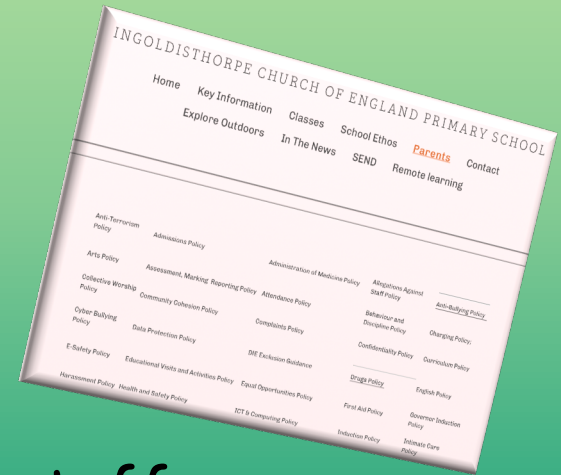 INGOLDISTHORPE CHURCH OF ENGLAND PRIMARY SCHOOL
Home Key Information Classes School Ethos Parents Contact
Explore Outdoors In The News SEND Remote learning
Anti-Terrorism
Policy
Admissions Policy
Administration of Medicine Policy
Allegations Against
Staff Policy
Anti-Bullying Policy
Arts Policy
Assessment, Marking Reporting Policy
Attendance Policy
Behaviour and
Discipline Policy
Charging Policy.
Collective Worship
Policy
Community Cohesion Policy
Complaints Policy
Confidentiality Policy
Curriculum Policy
Cyber Bullying
Policy
Data Protection Policy
DfE Exclusion Guidance
Drugs Policy
English Policy
E-Safety Policy
Educational Visits and Activities Policy
Equal Opportunities Policy
First Aid Policy
Governor Induction
Policy
Harassment Policy
Health and Safety Policy
ICT & Computing Policy
Induction Policy
Intimate Care
Policy